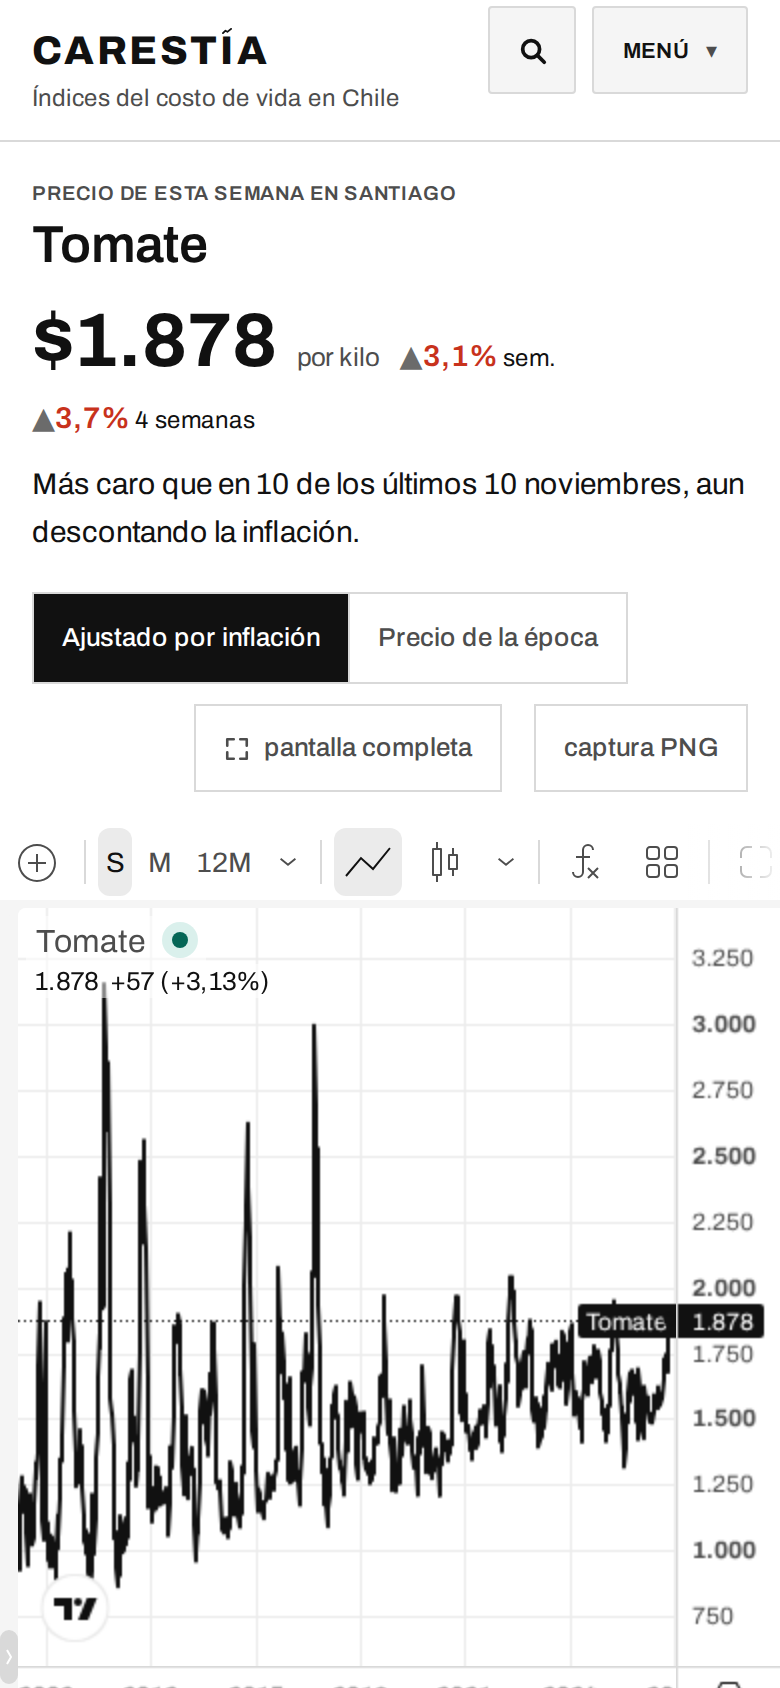 CARESTÍA
Índices del costo de vida en Chile
MENÚ ▼
PRECIO DE ESTA SEMANA EN SANTIAGO
Tomate
$1.878 por kilo ▲3,1% sem.
▲3,7% 4 semanas
Más caro que en 10 de los últimos 10 noviembres, aun
descontando la inflación.
Ajustado por inflación
Precio de la época
pantalla completa
captura PNG
S M 12M
Tomate
1.878 +57 (+3,13%)
3.250
3.000
2.750
2.500
2.250
2.000
Tomate 1.878
1.750
1.500
1.250
1.000
750